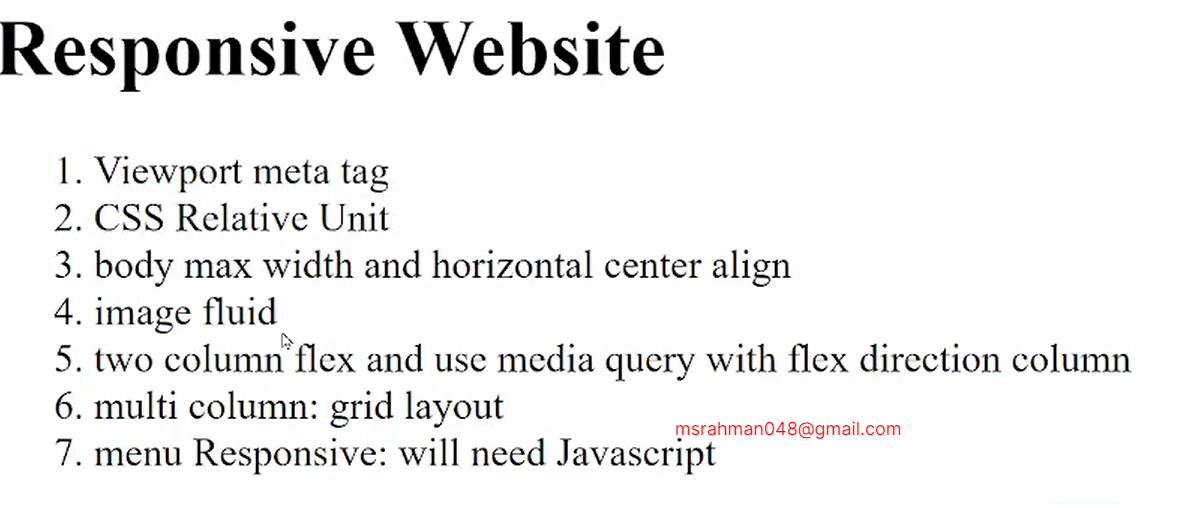 Responsive Website
1. Viewport meta tag
2. CSS Relative Unit
3. body max width and horizontal center align
4. image fluid
5. two column flex and use media query with flex direction column
6. multi column: grid layout
msrahman048@gmail.com
7. menu Responsive: will need Javascript